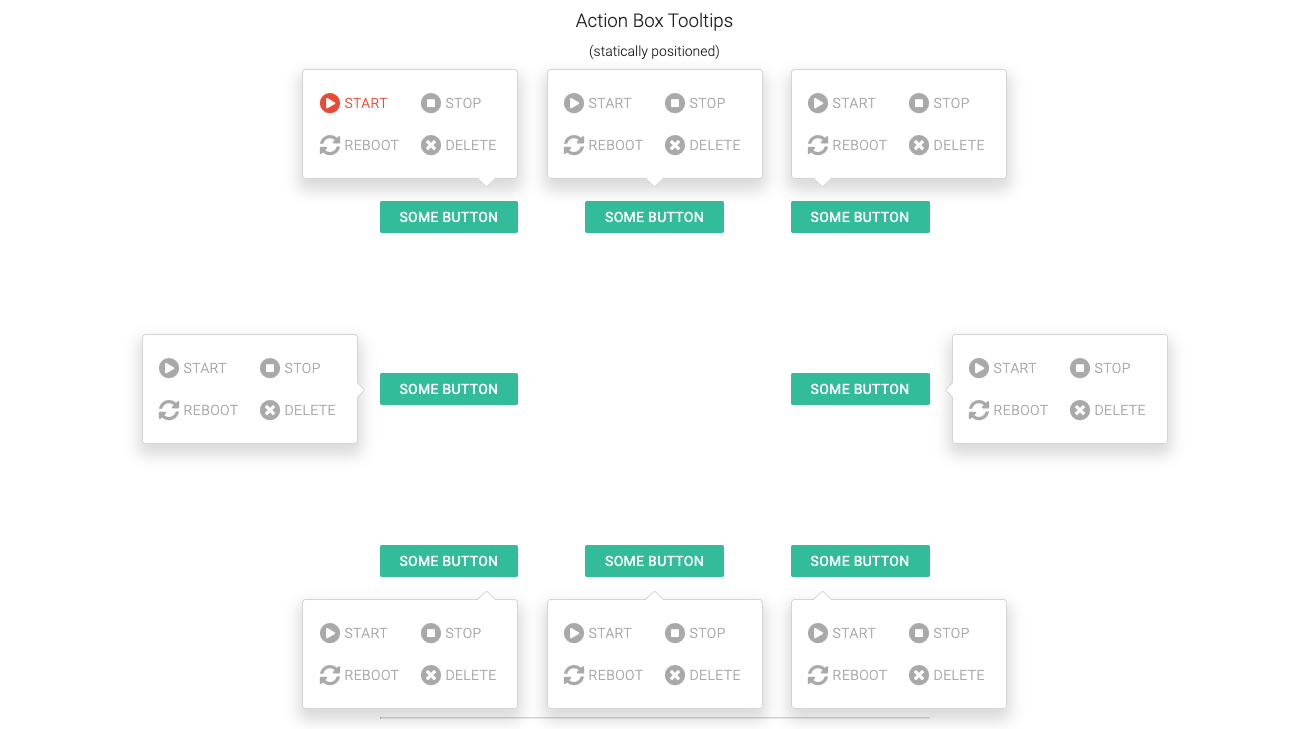 Action Box Tooltips
(statically positioned)
START STOP START STOP START STOP
REBOOT DELETE REBOOT DELETE REBOOT DELETE
SOME BUTTON SOME BUTTON SOME BUTTON
START STOP START STOP
SOME BUTTON SOME BUTTON
REBOOT DELETE REBOOT DELETE
SOME BUTTON SOME BUTTON SOME BUTTON
START STOP START STOP START STOP
REBOOT DELETE REBOOT DELETE REBOOT DELETE